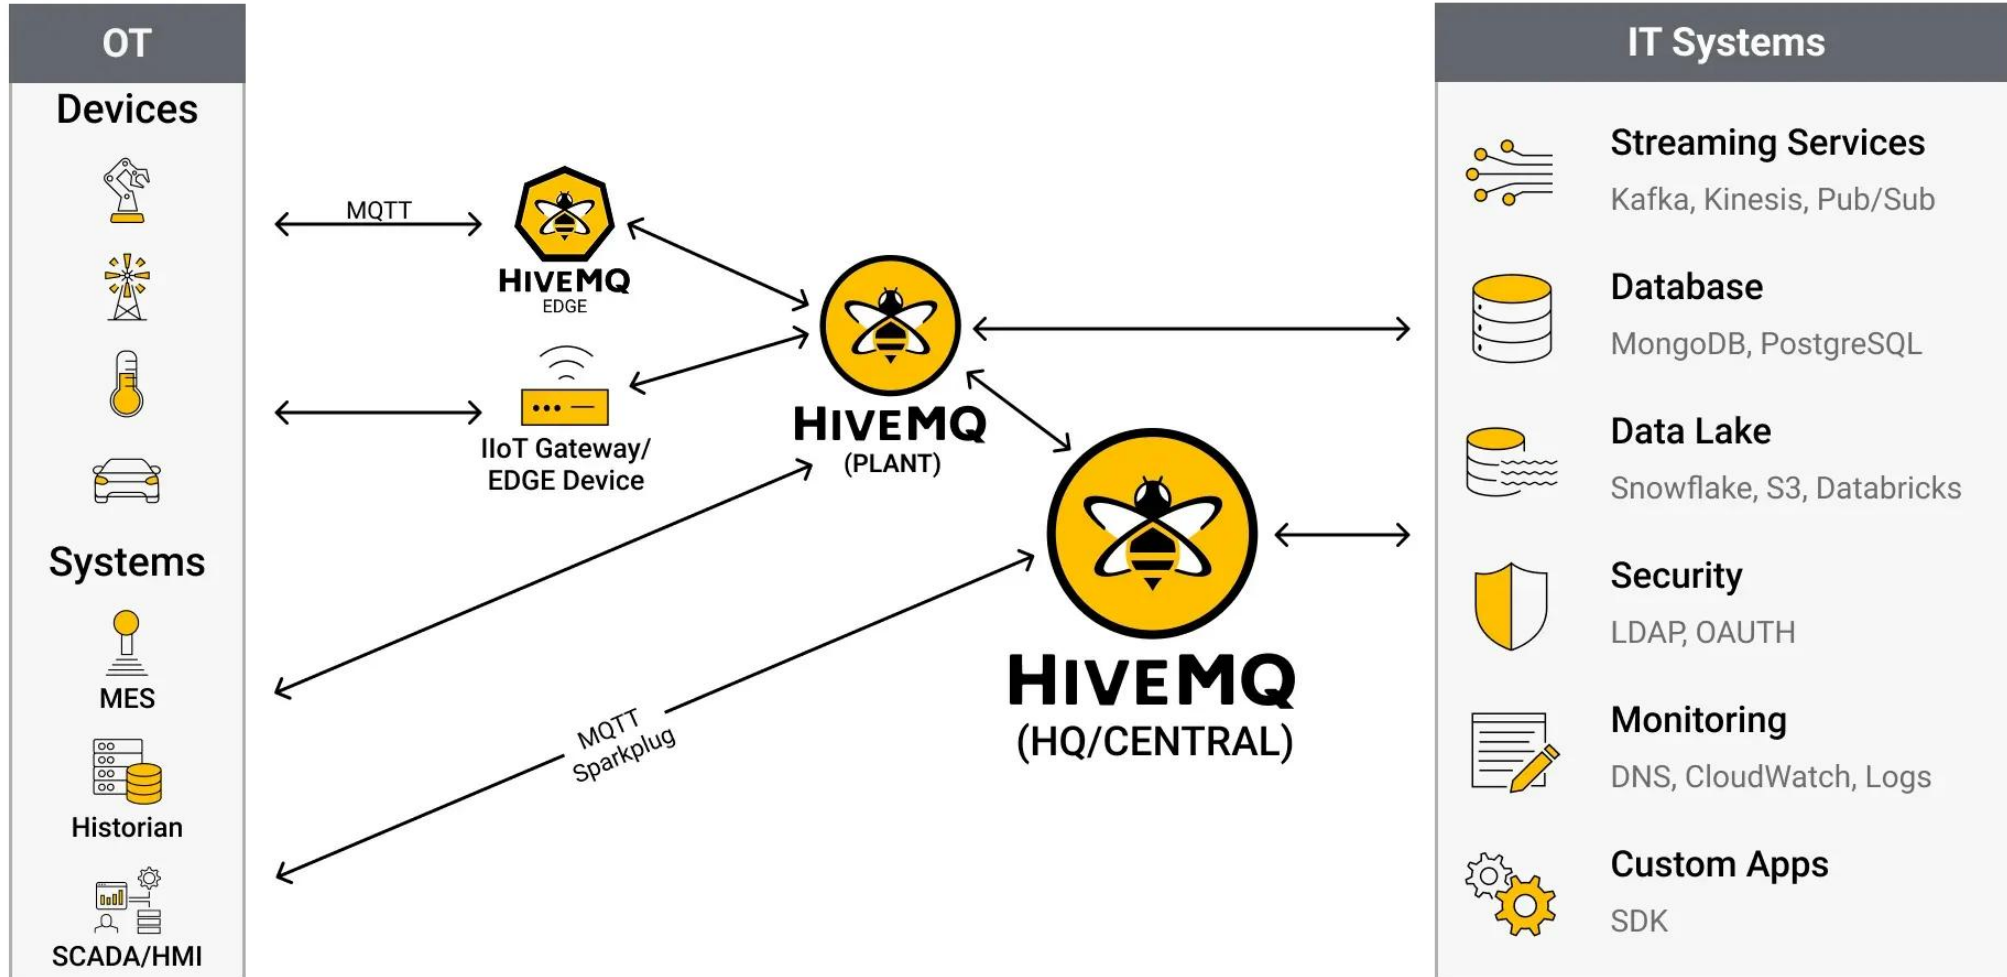 OT
Devices
Systems
MES
Historian
SCADA/HMI
MQTT
HIVEMQ
EDGE
IIoT Gateway/
EDGE Device
HIVEMQ
(PLANT)
MQTT
Sparkplug
HIVEMQ
(HQ/CENTRAL)
IT Systems
Streaming Services
Kafka, Kinesis, Pub/Sub
Database
MongoDB, PostgreSQL
Data Lake
Snowflake, S3, Databricks
Security
LDAP, OAUTH
Monitoring
DNS, CloudWatch, Logs
Custom Apps
SDK